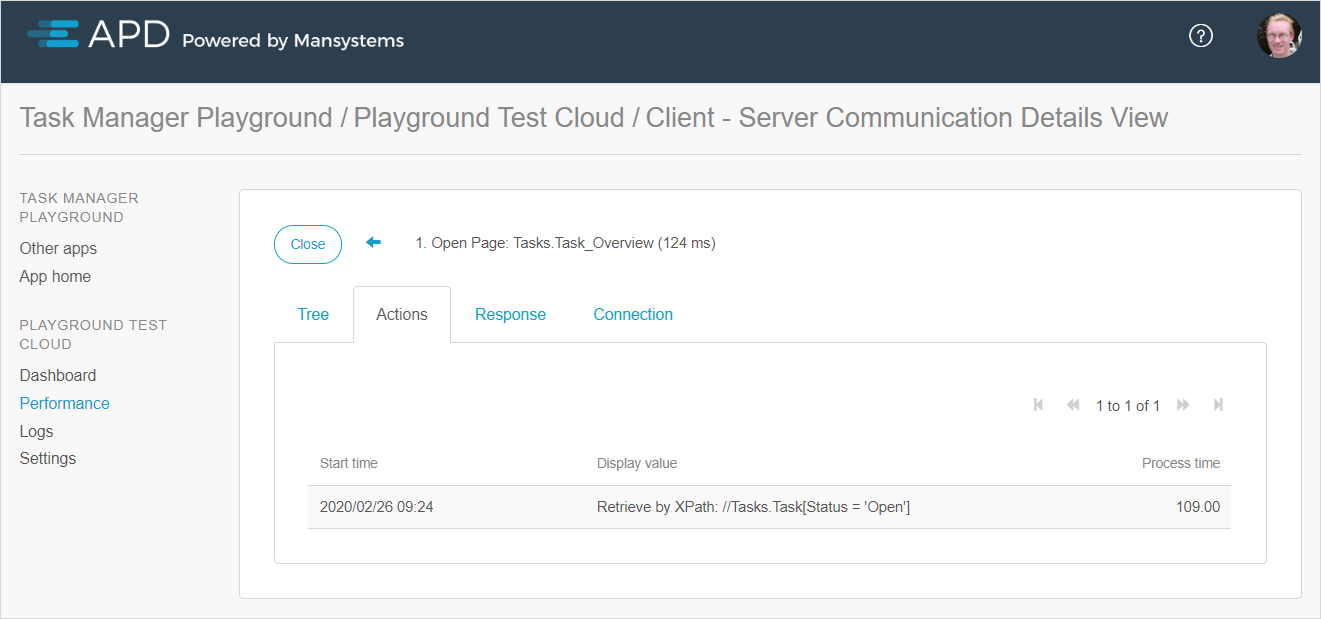 APD Powered by Mansystems
?
Task Manager Playground / Playground Test Cloud / Client - Server Communication Details View
TASK MANAGER
PLAYGROUND
Other apps
App home
PLAYGROUND TEST
CLOUD
Dashboard
Performance
Logs
Settings
Close
1. Open Page: Tasks.Task_Overview (124 ms)
Tree Actions Response Connection
1 to 1 of 1
Start time Display value Process time
2020/02/26 09:24 Retrieve by XPath: //Tasks.Task[Status = 'Open'] 109.00